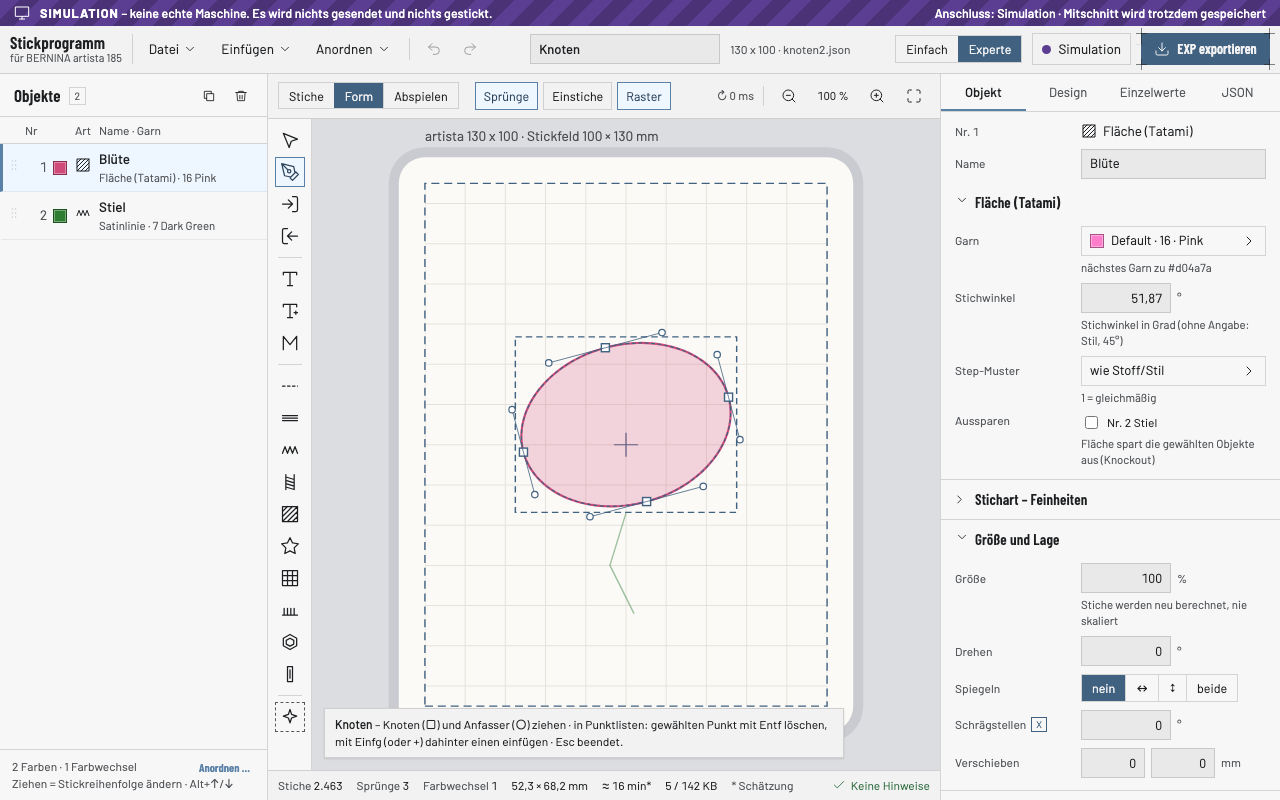 SIMULATION – keine echte Maschine. Es wird nichts gesendet und nichts gestickt.
Anschluss: Simulation · Mitschnitt wird trotzdem gespeichert
Stickprogramm
für BERNINA artista 185
Datei
Einfügen
Anordnen
Knoten
130 x 100 · knoten2.json
Einfach
Experte
Simulation
EXP exportieren
Objekte 2
Nr Art Name · Garn
1 Blüte
Fläche (Tatami) · 16 Pink
2 Stiel
Satinlinie · 7 Dark Green
2 Farben · 1 Farbwechsel
Anordnen ...
Ziehen = Stickreihenfolge ändern · Alt+↑/↓
Stiche
Form
Abspielen
Sprünge
Einstiche
Raster
↻ 0 ms
100 %
artista 130 x 100 · Stickfeld 100 × 130 mm
Knoten – Knoten (☐) und Anfasser (○) ziehen · in Punktlisten: gewählten Punkt mit Entf löschen,
mit Einfg (oder +) dahinter einen einfügen · Esc beendet.
Stiche 2.463
Sprünge 3
Farbwechsel 1
52,3 × 68,2 mm
≈ 16 min*
5 / 142 KB
* Schätzung
Keine Hinweise
Objekt
Design
Einzelwerte
JSON
Nr. 1
Fläche (Tatami)
Name
Blüte
Fläche (Tatami)
Garn
Default · 16 · Pink
nächstes Garn zu #d04a7a
Stichwinkel
51,87 °
Stichwinkel in Grad (ohne Angabe:
Stil, 45°)
Step-Muster
wie Stoff/Stil
1 = gleichmäßig
Aussparen
Nr. 2 Stiel
Fläche spart die gewählten Objekte
aus (Knockout)
Stichart – Feinheiten
Größe und Lage
Größe
100 %
Stiche werden neu berechnet, nie
skaliert
Drehen
0 °
Spiegeln
nein ↔ ↕ beide
Schrägstellen X
0 °
Verschieben
0 0 mm